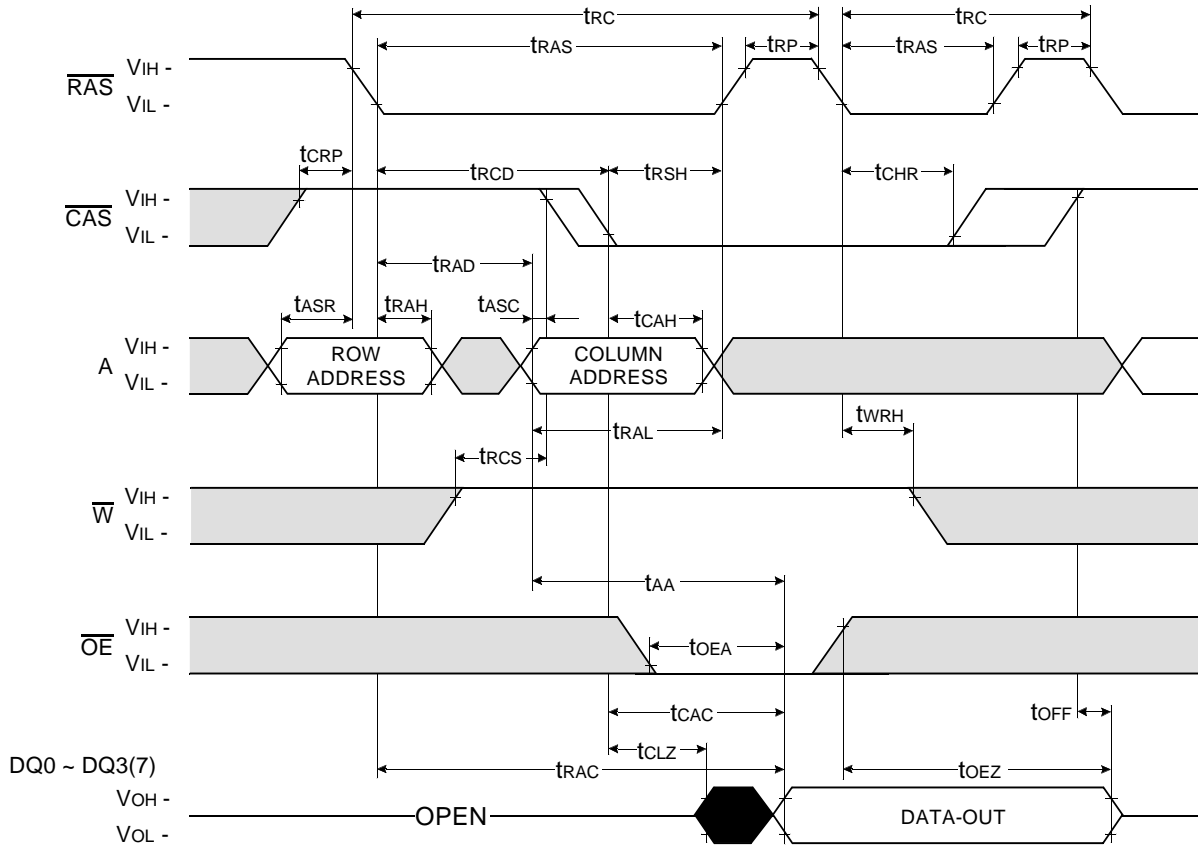 tRC tRC
tRAS tRP tRAS tRP
RAS VIH -
VIL -
tCRP tRCD tRSH tCHR
CAS VIH -
VIL -
tRAD
tASR tRAH tASC tCAH
A VIH -
VIL -
ROW ADDRESS
COLUMN ADDRESS
tRAL tWRH
tRCS
W VIH -
VIL -
tAA
OE VIH -
VIL -
tOEA
tCAC tOFF
tCLZ
DQ0 ~ DQ3(7) tRAC tOEZ
VOH -
VOL -
OPEN DATA-OUT